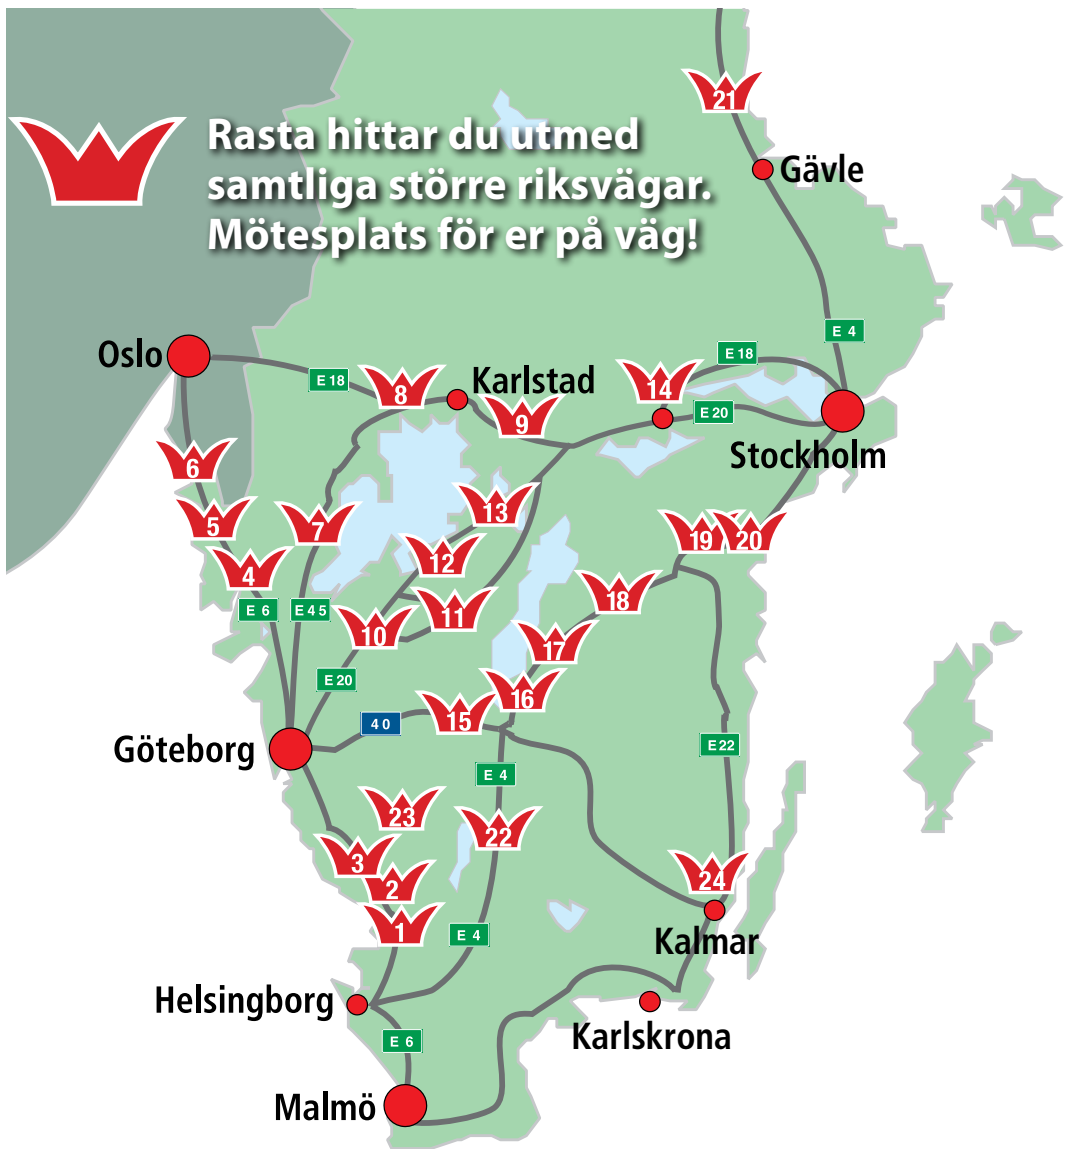 21
Rasta hittar du utmed
samtliga större riksvägar.
Mötesplats för er på väg!
Gävle
E 4
Oslo
E 18
E 18
8
Karlstad
14
9
E 20
Stockholm
6
5
7
13
19
20
4
12
E 6
E 45
11
18
10
17
E 20
16
15
40
Göteborg
E 22
E 4
23
22
3
2
24
1
E 4
Kalmar
Helsingborg
Karlskrona
E 6
Malmö